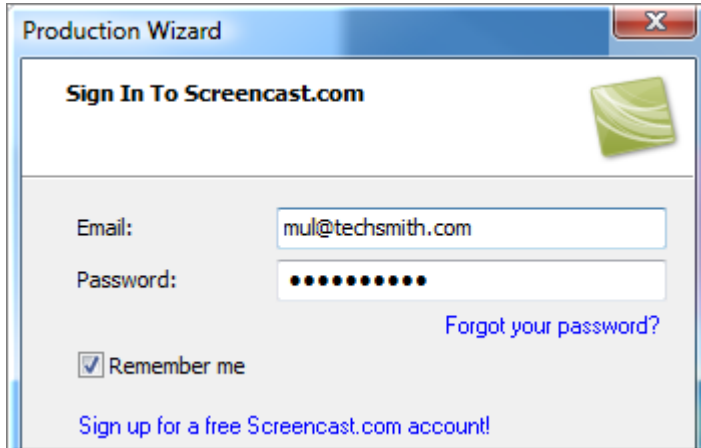 Production Wizard
Sign In To Screencast.com
Email: mul@techsmith.com
Password: ••••••••••
Forgot your password?
Remember me
Sign up for a free Screencast.com account!